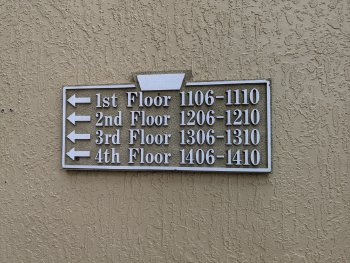 1st Floor 1106-1110
2nd Floor 1206-1210
3rd Floor 1306-1310
4th Floor 1406-1410